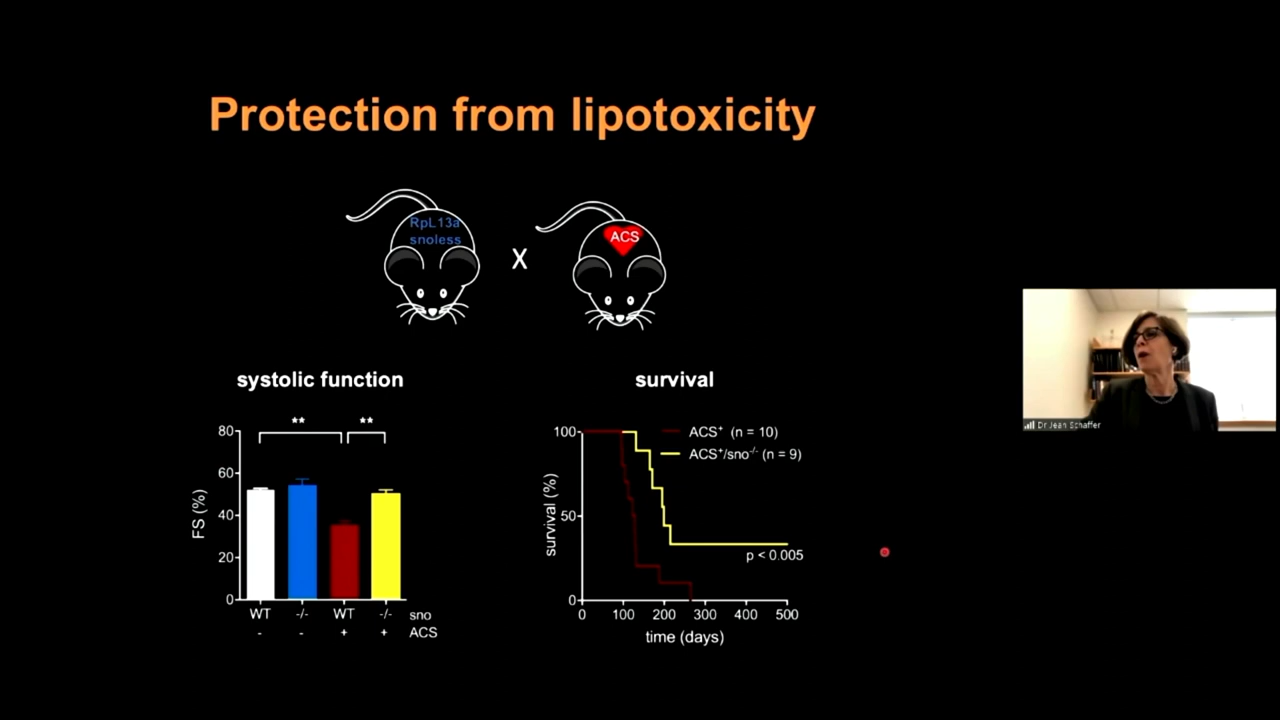 Protection from lipotoxicity
RpL13a
snoless
X
ACS
systolic function
survival
** **
80
60
40
20
0
FS (%)
WT -/- WT -/- sno
- - + + ACS
100
50
0
survival (%)
ACS⁺ (n = 10)
ACS⁺/sno⁻/⁻ (n = 9)
p < 0.005
0 100 200 300 400 500
time (days)
Dr Jean Schaffer